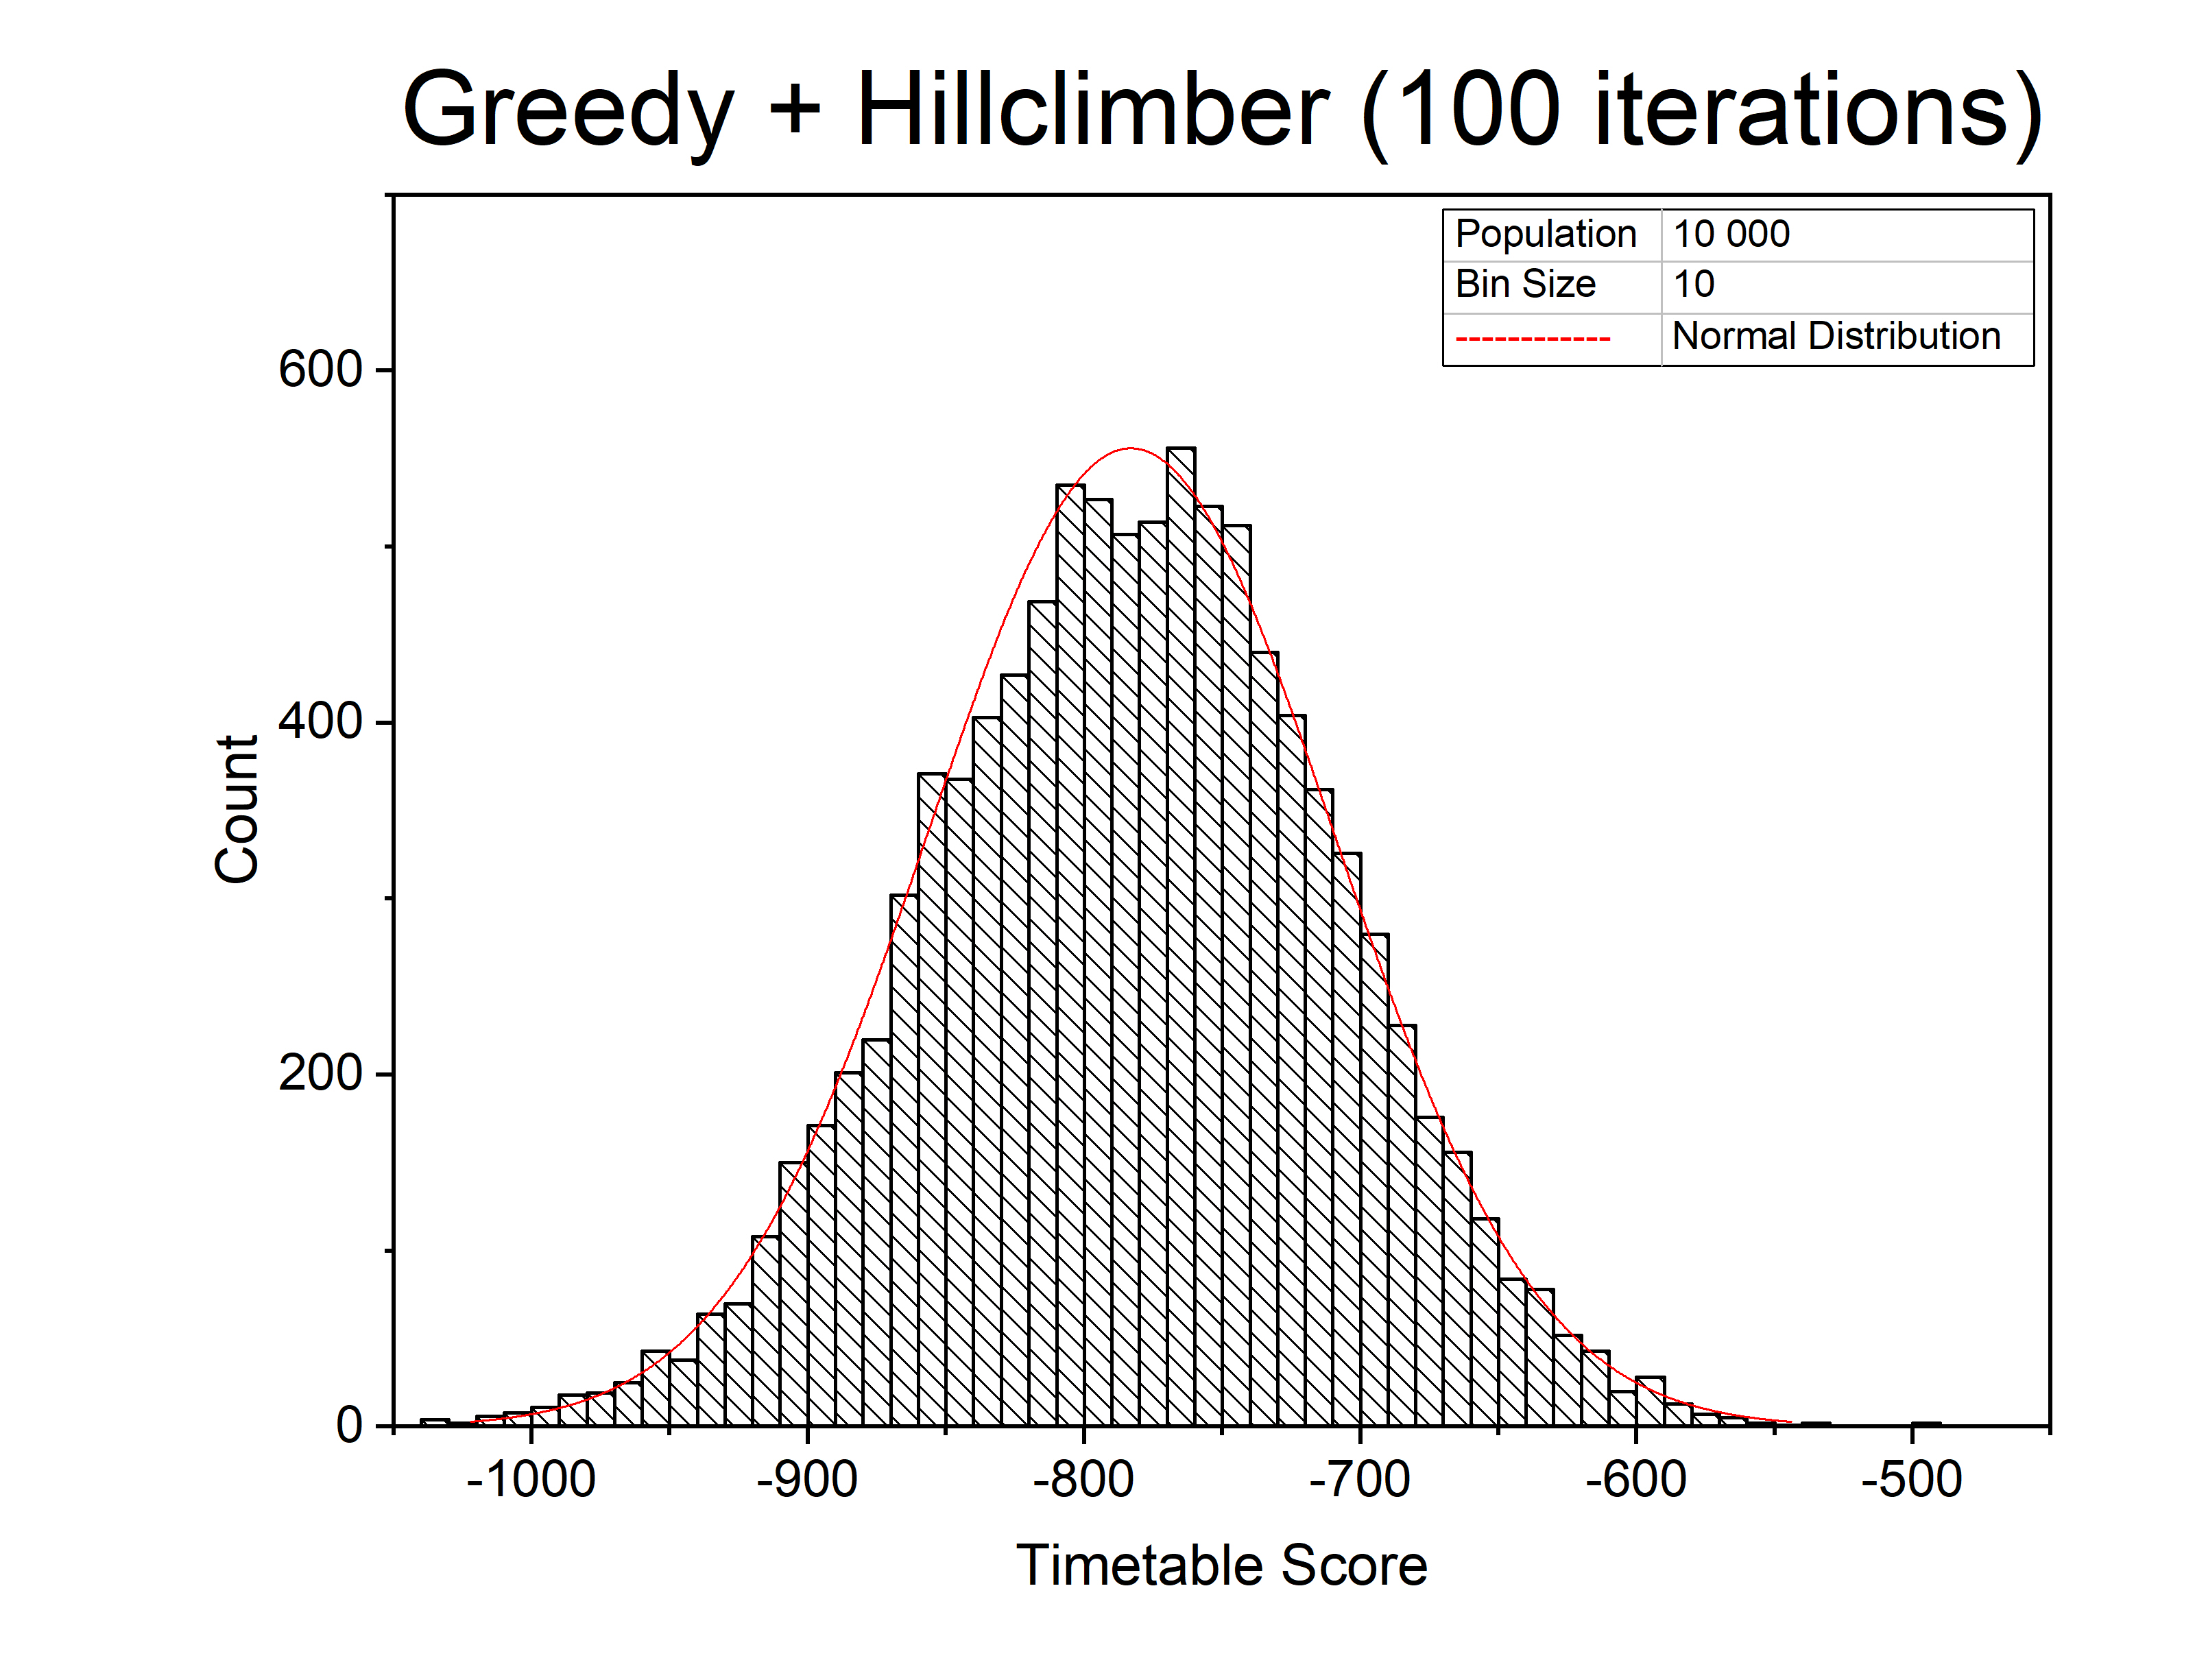 Greedy + Hillclimber (100 iterations)
Population 10 000
Bin Size 10
Normal Distribution
600
400
200
0
Count
-1000 -900 -800 -700 -600 -500
Timetable Score